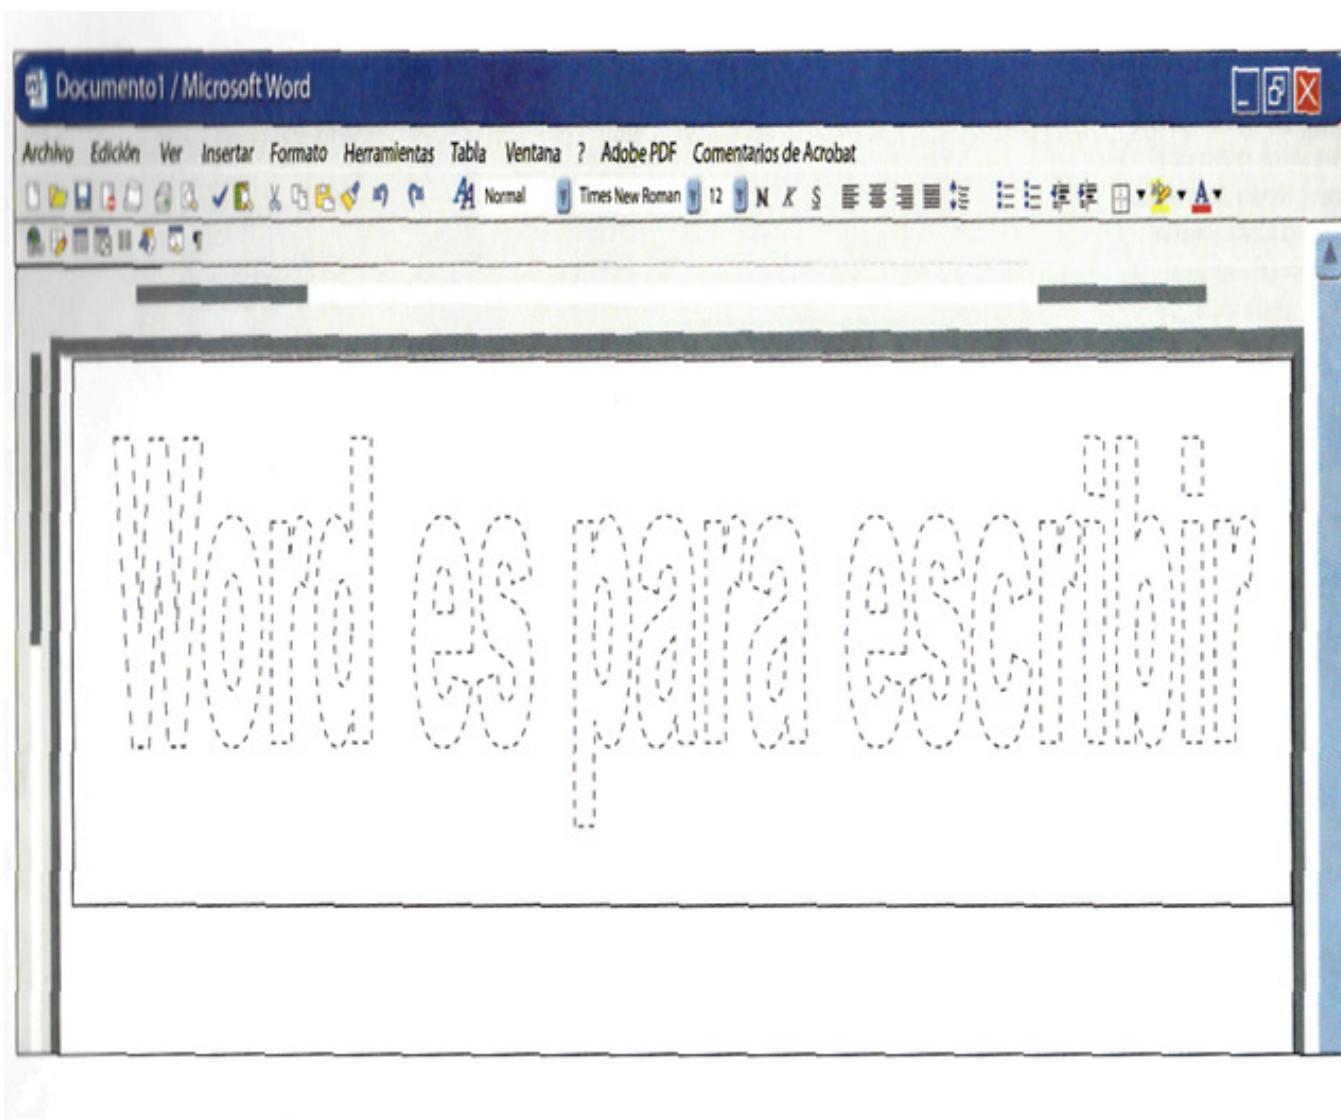 Documento1 / Microsoft Word
Archivo Edición Ver Insertar Formato Herramientas Tabla Ventana ? Adobe PDF Comentarios de Acrobat
Normal Times New Roman 12 N K S A
Word es para escribir